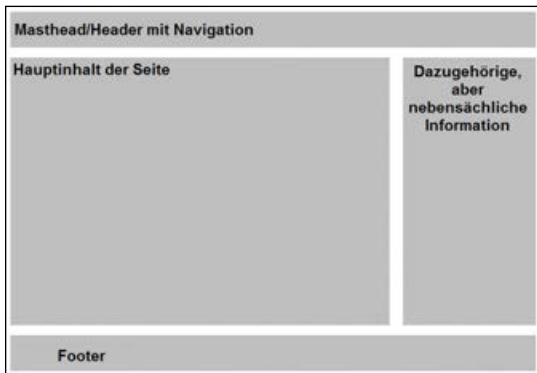 Masthead/Header mit Navigation
Hauptinhalt der Seite
Dazugehörige,
aber
nebensächliche
Information
Footer